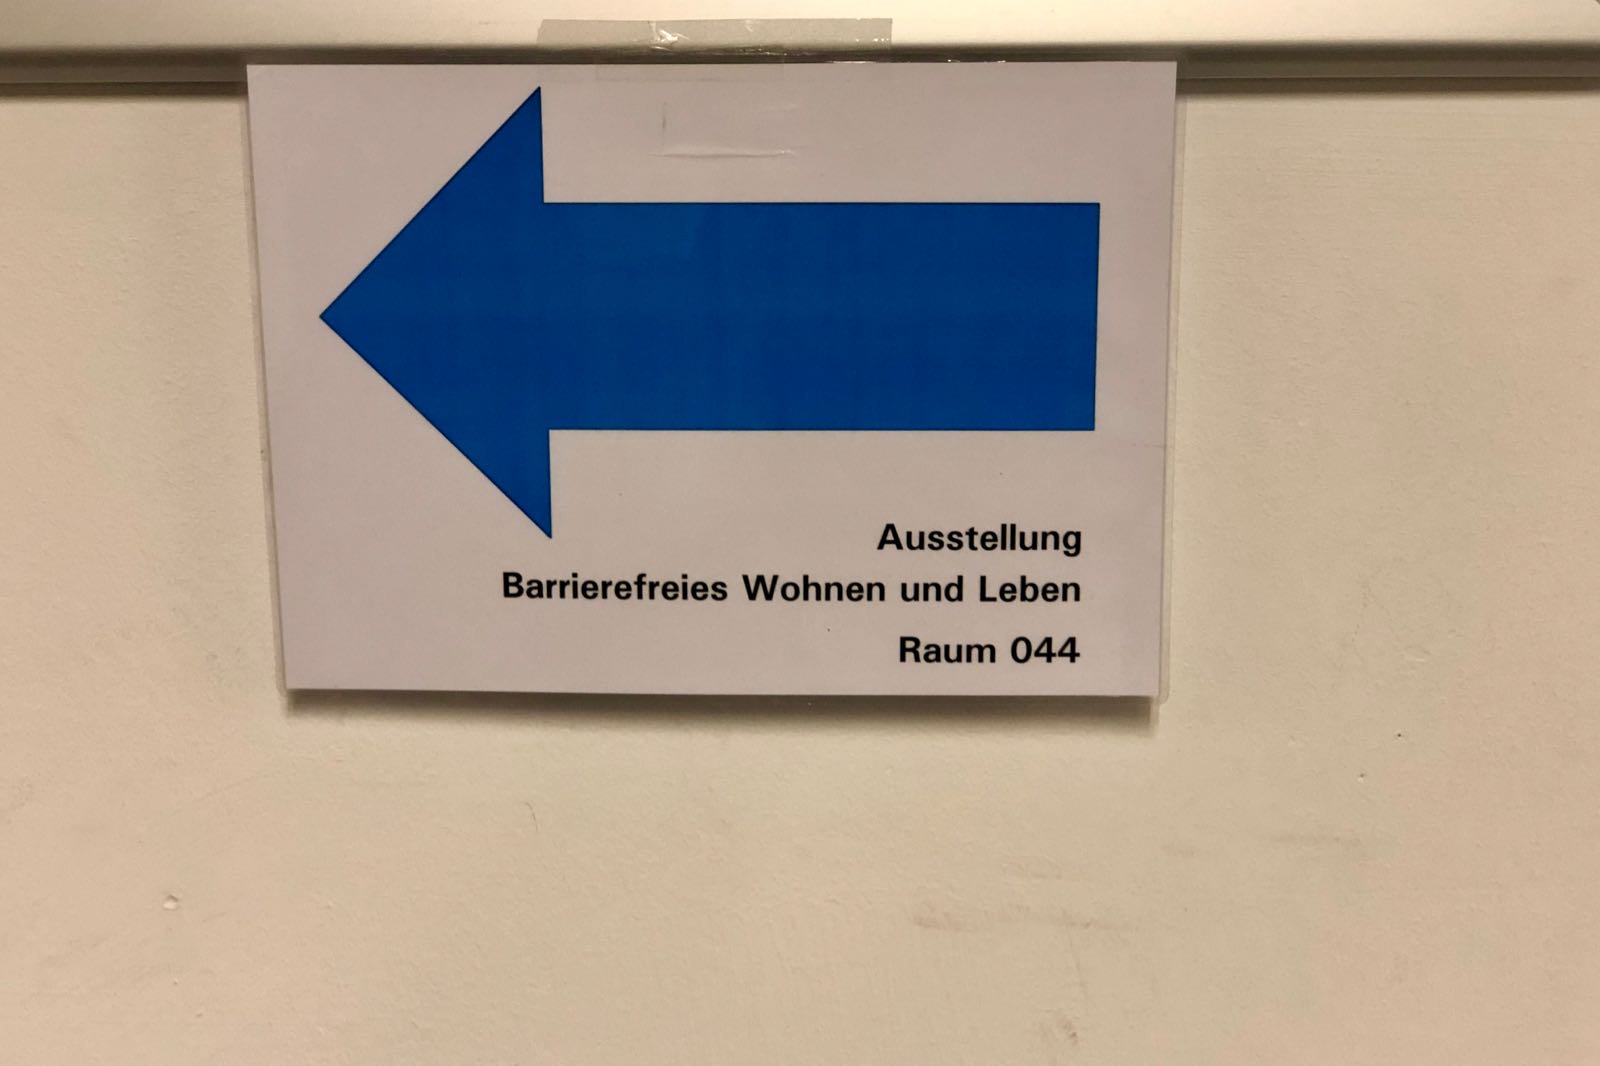 Ausstellung
Barrierefreies Wohnen und Leben
Raum 044